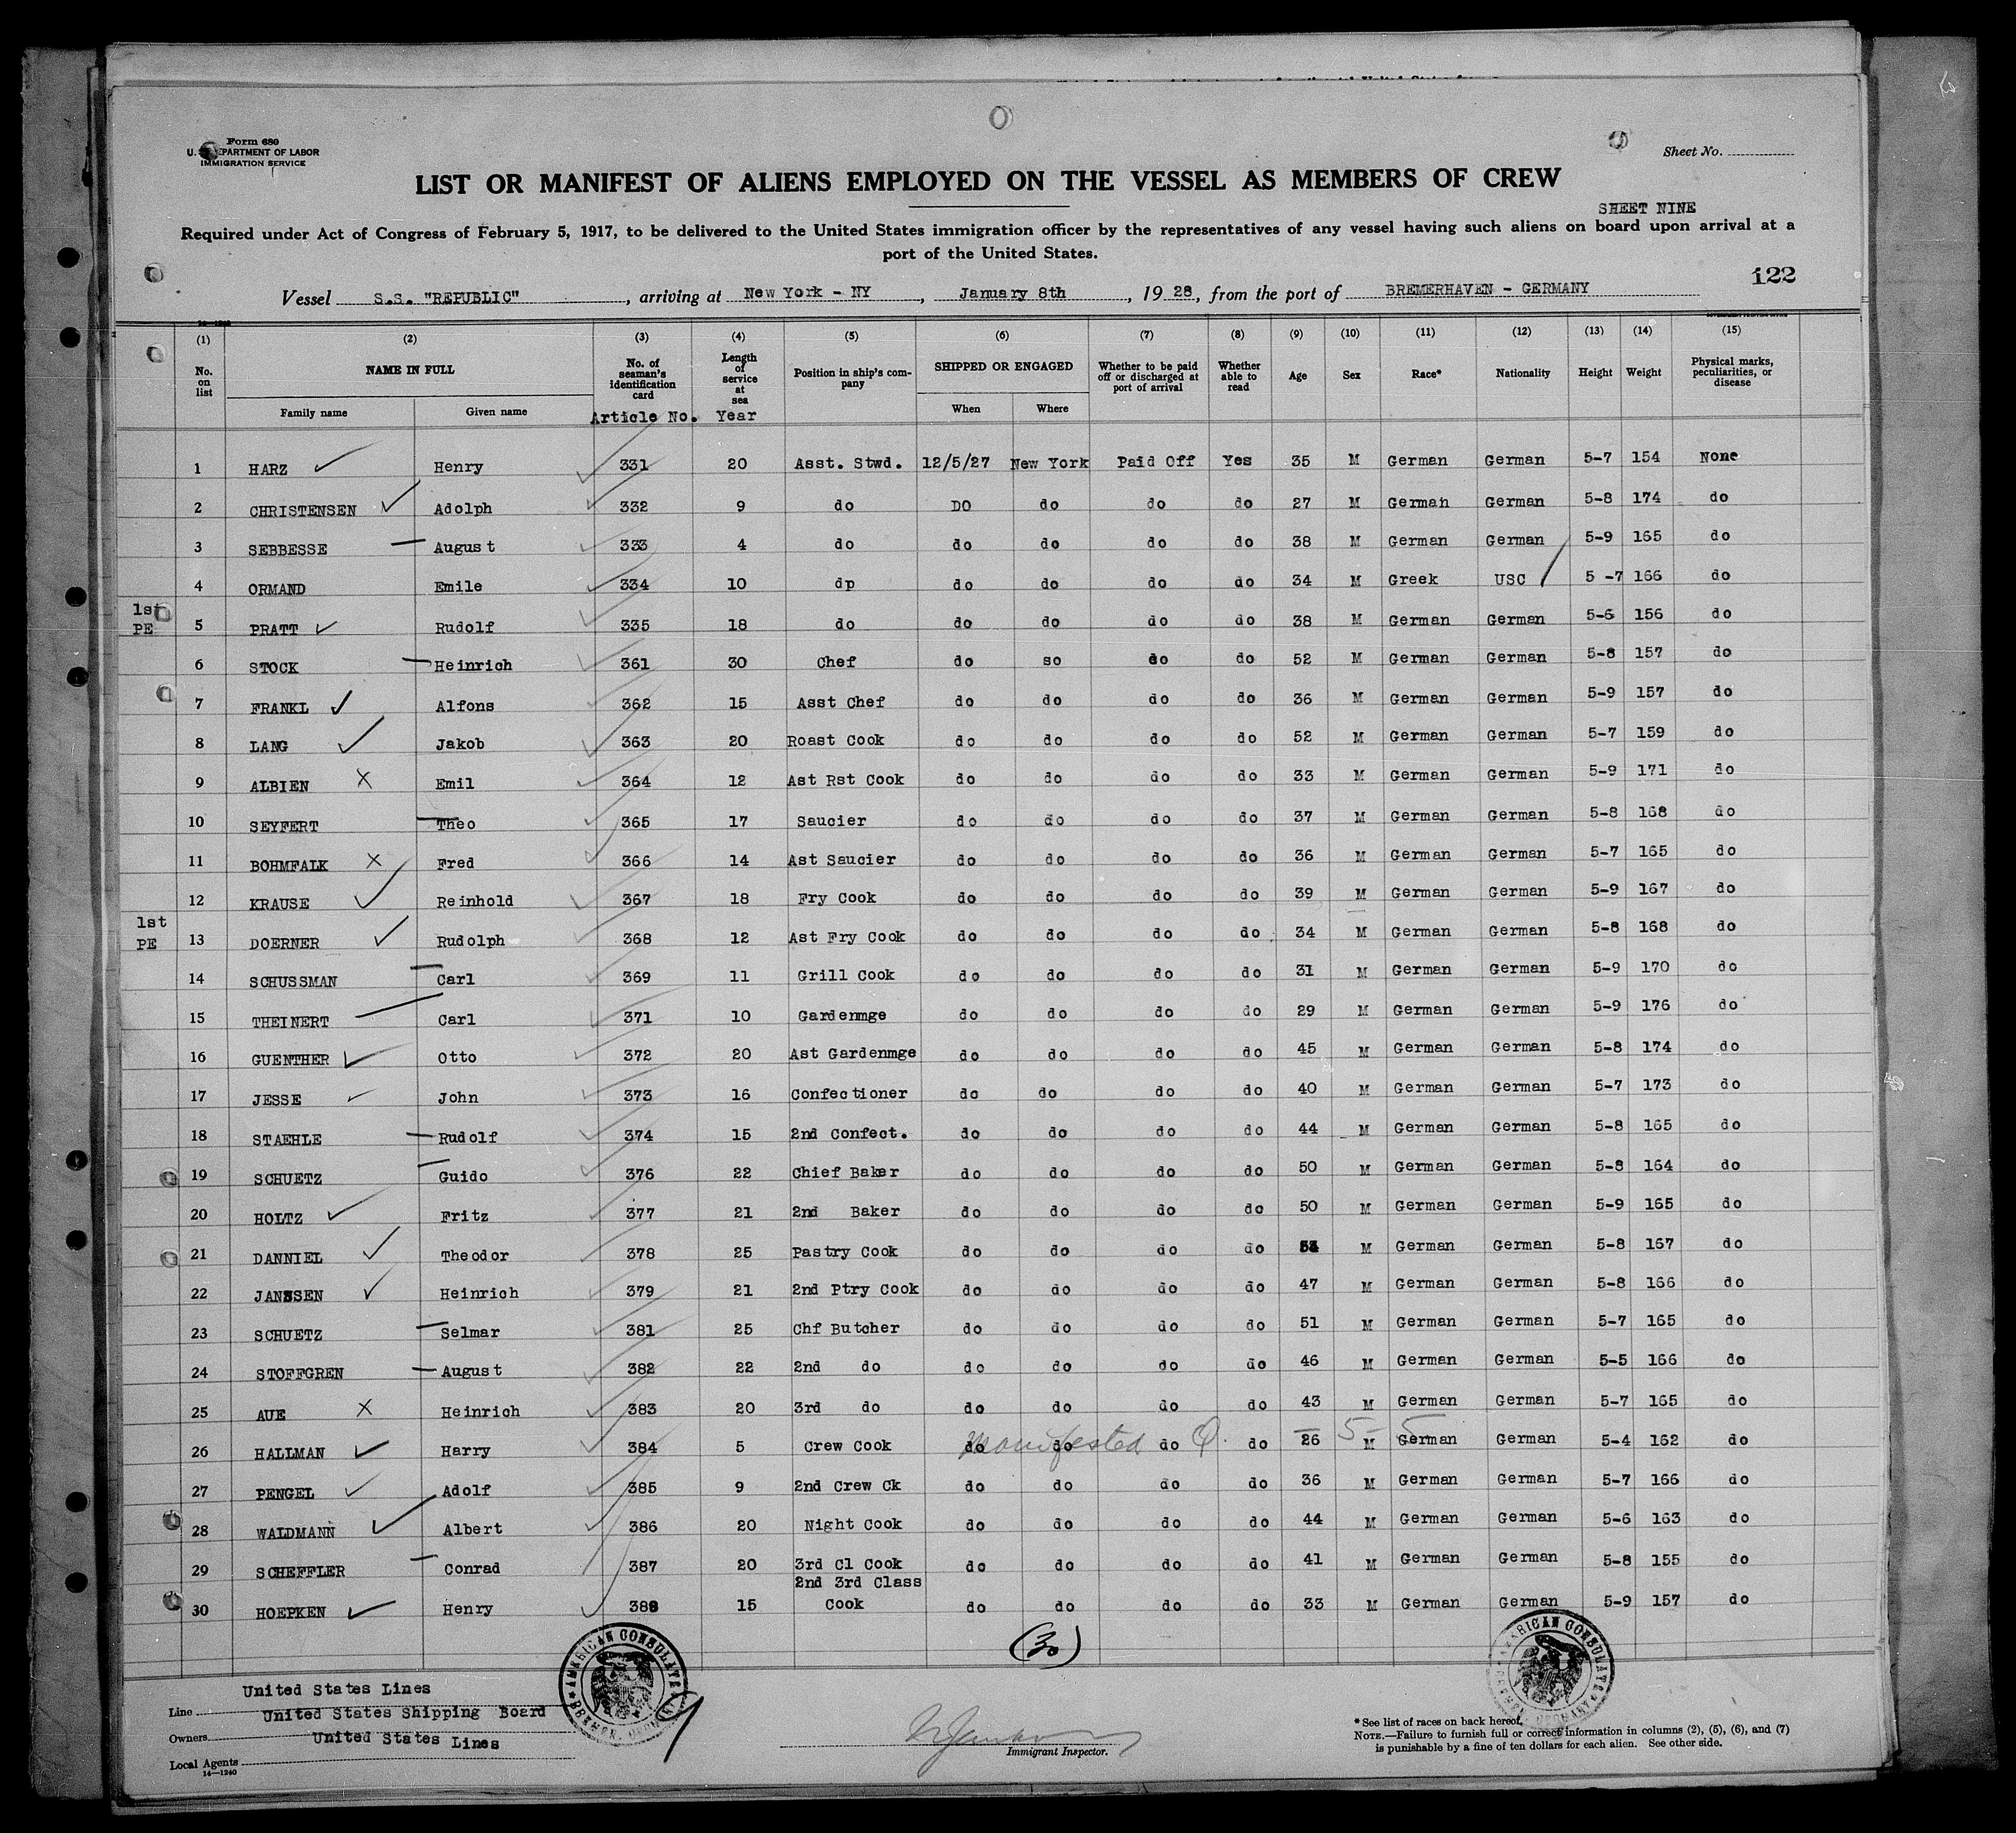 Form 680
U. S. DEPARTMENT OF LABOR
IMMIGRATION SERVICE
Sheet No.
LIST OR MANIFEST OF ALIENS EMPLOYED ON THE VESSEL AS MEMBERS OF CREW
SHEET NINE
Required under Act of Congress of February 5, 1917, to be delivered to the United States immigration officer by the representatives of any vessel having such aliens on board upon arrival at a
port of the United States.
122
Vessel S.S. "REPUBLIC", arriving at New York - NY, January 8th, 1928, from the port of BREMERHAVEN - GERMANY
(1) (2) (3) (4) (5) (6) (7) (8) (9) (10) (11) (12) (13) (14) (15)
No. on list NAME IN FULL Family name Given name No. of seaman's identification card Article No. Length of service at sea Year Position in ship's company SHIPPED OR ENGAGED When Where Whether to be paid off or discharged at port of arrival Whether able to read Age Sex Race* Nationality Height Weight Physical marks, peculiarities, or disease
1 HARZ Henry 331 20 Asst. Stwd. 12/5/27 New York Paid Off Yes 35 M German German 5-7 154 None
2 CHRISTENSEN Adolph 332 9 do DO do do do 27 M German German 5-8 174 do
3 SEBBESSE August 333 4 do do do do do 38 M German German 5-9 165 do
4 ORMAND Emile 334 10 dp do do do do 34 M Greek USC 5 -7 166 do
1st PE 5 PRATT Rudolf 335 18 do do do do do 38 M German German 5-6 156 do
6 STOCK Heinrich 361 30 Chef do so do do 52 M German German 5-8 157 do
7 FRANKL Alfons 362 15 Asst Chef do do do do 36 M German German 5-9 157 do
8 LANG Jakob 363 20 Roast Cook do do do do 52 M German German 5-7 159 do
9 ALBIEN X Emil 364 12 Ast Rst Cook do do do do 33 M German German 5-9 171 do
10 SEYFERT Theo 365 17 Saucier do do do do 37 M German German 5-8 168 do
11 BOHMFALK X Fred 366 14 Ast Saucier do do do do 36 M German German 5-7 165 do
12 KRAUSE Reinhold 367 18 Fry Cook do do do do 39 M German German 5-9 167 do
1st PE 13 DOERNER Rudolph 368 12 Ast Fry Cook do do do do 34 M German German 5-8 168 do
14 SCHUSSMAN Carl 369 11 Grill Cook do do do do 31 M German German 5-9 170 do
15 THEINERT Carl 371 10 Gardenmge do do do do 29 M German German 5-9 176 do
16 GUENTHER Otto 372 20 Ast Gardenmge do do do do 45 M German German 5-8 174 do
17 JESSE John 373 16 Confectioner do do do do 40 M German German 5-7 173 do
18 STAEHLE Rudolf 374 15 2nd Confect. do do do do 44 M German German 5-8 165 do
19 SCHUETZ Guido 376 22 Chief Baker do do do do 50 M German German 5-8 164 do
20 HOLTZ Fritz 377 21 2nd Baker do do do do 50 M German German 5-9 165 do
21 DANNIEL Theodor 378 25 Pastry Cook do do do do M German German 5-8 167 do
22 JANSSEN Heinrich 379 21 2nd Ptry Cook do do do do 47 M German German 5-8 166 do
23 SCHUETZ Selmar 381 25 Chf Butcher do do do do 51 M German German 5-7 165 do
24 STOFFGREN August 382 22 2nd do do do do do 46 M German German 5-5 166 do
25 AUE X Heinrich 383 20 3rd do do do do do 43 M German German 5-7 165 do
manifested - 5-5
26 HALLMAN Harry 384 5 Crew Cook do do do do 26 M German German 5-4 162 do
27 PENGEL Adolf 385 9 2nd Crew Ck do do do do 36 M German German 5-7 166 do
28 WALDMANN Albert 386 20 Night Cook do do do do 44 M German German 5-6 163 do
29 SCHEFFLER Conrad 387 20 3rd Cl Cook do do do do 41 M German German 5-8 155 do
30 HOEPKEN Henry 388 15 2nd 3rd Class Cook do do do do 33 M German German 5-9 157 do
(30)
AMERICAN CONSULATE BREMEN, GERMANY
AMERICAN CONSULATE BREMEN, GERMANY
Line United States Lines
Owners United States Shipping Board
Local Agents United States Lines
14-1240
Immigrant Inspector.
* See list of races on back hereof.
NOTE.—Failure to furnish full or correct information in columns (2), (5), (6), and (7)
is punishable by a fine of ten dollars for each alien. See other side.